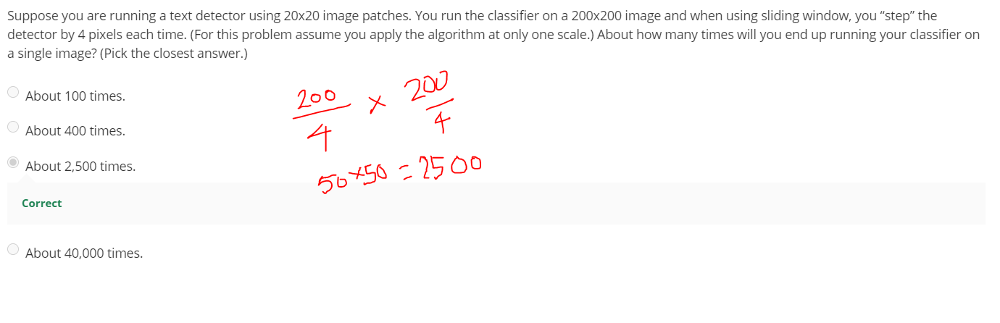 Suppose you are running a text detector using 20x20 image patches. You run the classifier on a 200x200 image and when using sliding window, you “step” the
detector by 4 pixels each time. (For this problem assume you apply the algorithm at only one scale.) About how many times will you end up running your classifier on
a single image? (Pick the closest answer.)
About 100 times.
200/4 × 200/4
About 400 times.
About 2,500 times.
50×50 = 2500
Correct
About 40,000 times.